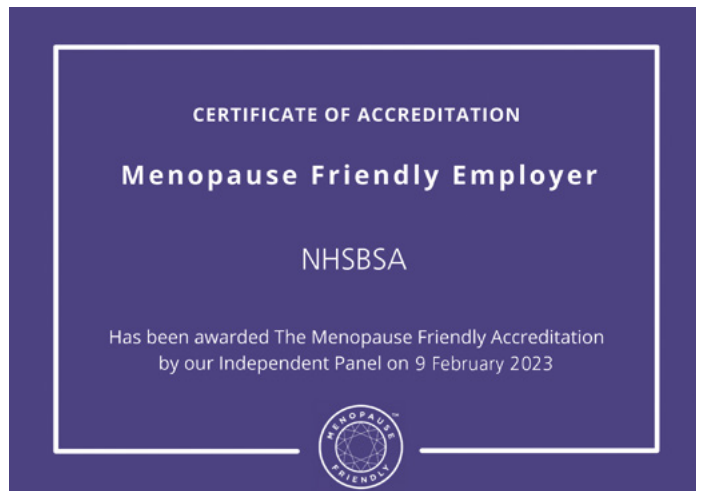 CERTIFICATE OF ACCREDITATION
Menopause Friendly Employer
NHSBSA
Has been awarded The Menopause Friendly Accreditation
by our Independent Panel on 9 February 2023
MENOPAUSE™
FRIENDLY